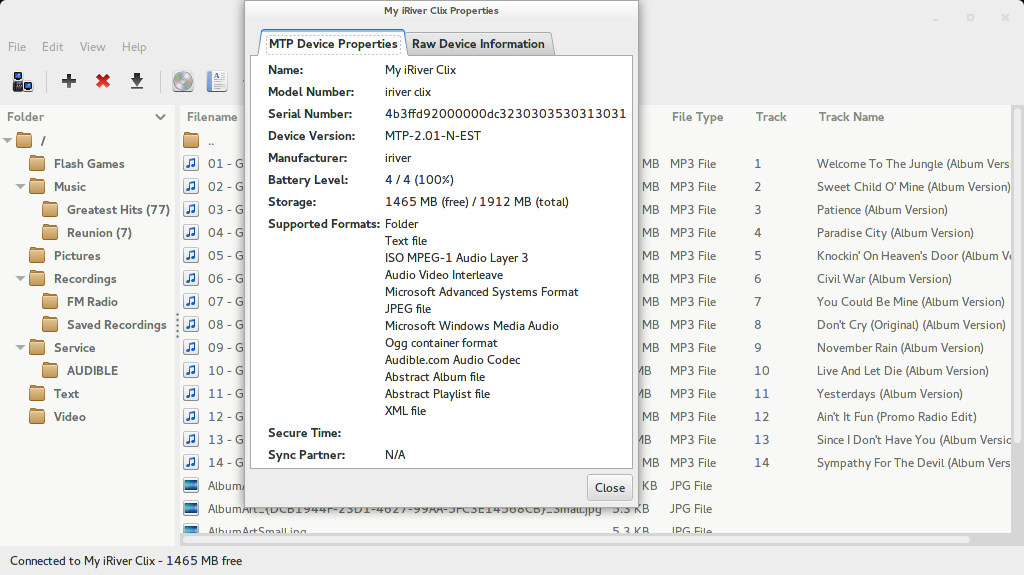 My iRiver Clix Properties
File Edit View Help
MTP Device Properties Raw Device Information
Name: My iRiver Clix
Model Number: iriver clix
Serial Number: 4b3ffd92000000dc3230303530313031
Device Version: MTP-2.01-N-EST
Manufacturer: iriver
Battery Level: 4 / 4 (100%)
Storage: 1465 MB (free) / 1912 MB (total)
Supported Formats: Folder
Text file
ISO MPEG-1 Audio Layer 3
Audio Video Interleave
Microsoft Advanced Systems Format
JPEG file
Microsoft Windows Media Audio
Ogg container format
Audible.com Audio Codec
Abstract Album file
Abstract Playlist file
XML file
Secure Time:
Sync Partner: N/A
Close
Folder
/
Flash Games
Music
Greatest Hits (77)
Reunion (7)
Pictures
Recordings
FM Radio
Saved Recordings
Service
AUDIBLE
Text
Video
Filename File Type Track Track Name
..
01 - G MB MP3 File 1 Welcome To The Jungle (Album Vers
02 - G MB MP3 File 2 Sweet Child O' Mine (Album Version)
03 - G MB MP3 File 3 Patience (Album Version)
04 - G MB MP3 File 4 Paradise City (Album Version)
05 - G MB MP3 File 5 Knockin' On Heaven's Door (Album V
06 - G MB MP3 File 6 Civil War (Album Version)
07 - G MB MP3 File 7 You Could Be Mine (Album Version)
08 - G MB MP3 File 8 Don't Cry (Original) (Album Version)
09 - G MB MP3 File 9 November Rain (Album Version)
10 - G MB MP3 File 10 Live And Let Die (Album Version)
11 - G MB MP3 File 11 Yesterdays (Album Version)
12 - G MB MP3 File 12 Ain't It Fun (Promo Radio Edit)
13 - G MB MP3 File 13 Since I Don't Have You (Album Versio
14 - G MB MP3 File 14 Sympathy For The Devil (Album Vers
AlbumA KB JPG File
AlbumArt_{DCB1944F-23D1-4627-99AA-5FC3E14568CB}_Small.jpg 5.3 KB JPG File
AlbumArtSmall.jpg 5.3 KB JPG File
Connected to My iRiver Clix - 1465 MB free